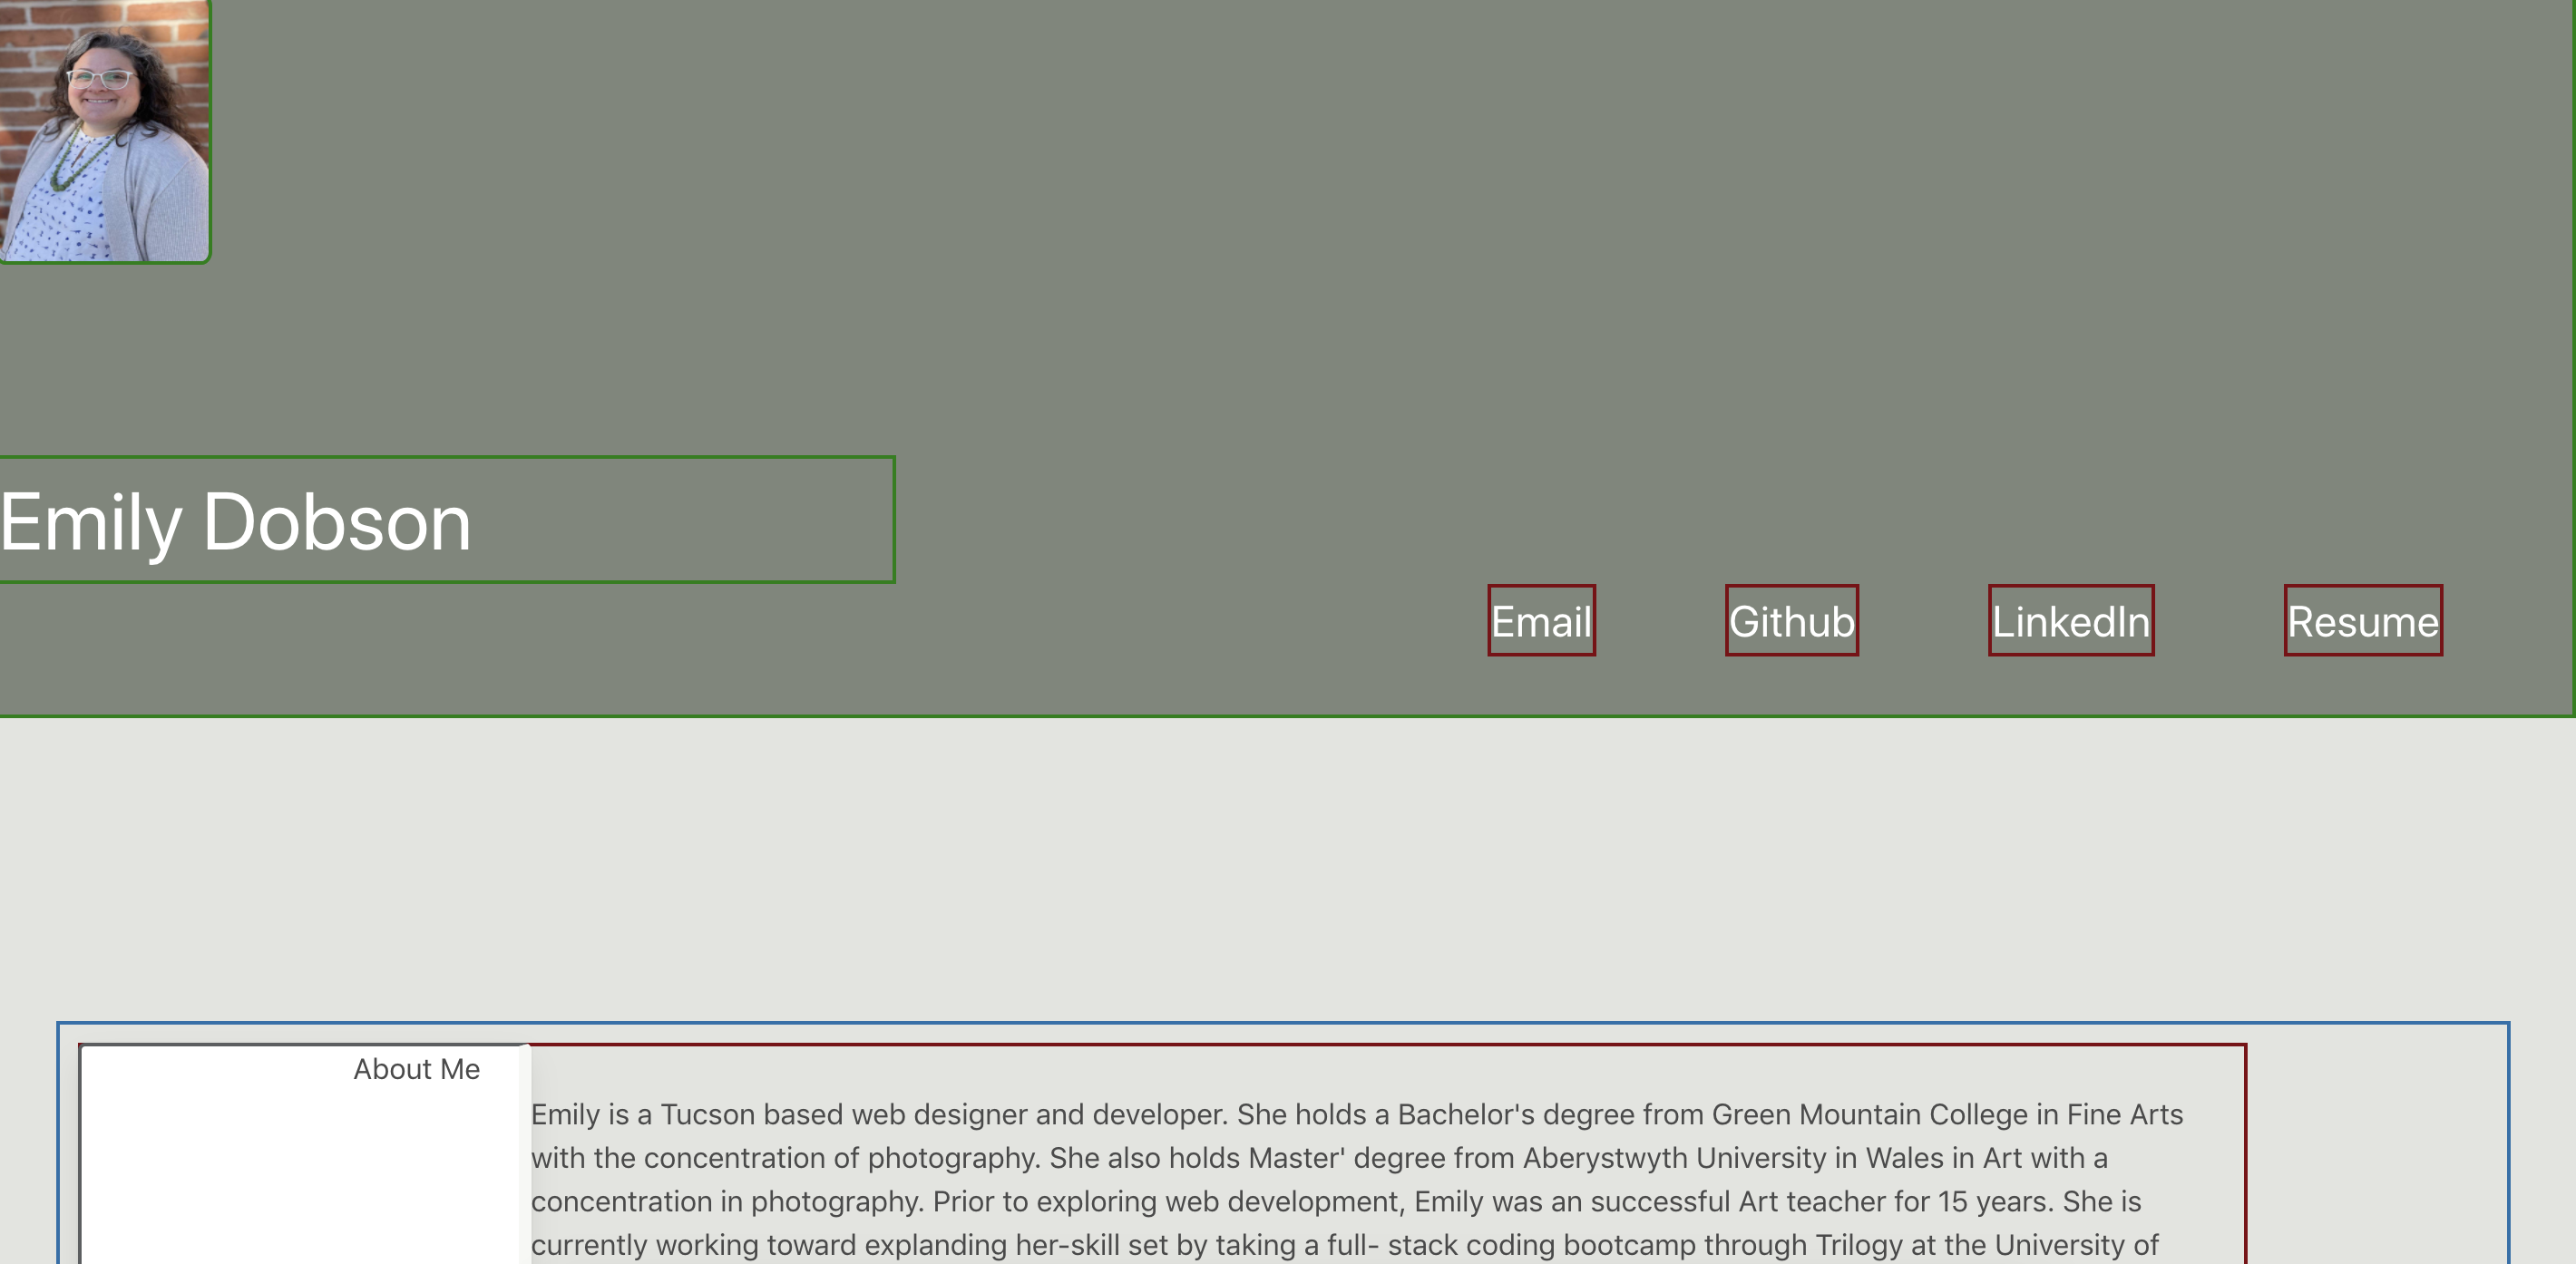 Emily Dobson
Email
Github
LinkedIn
Resume
About Me
Emily is a Tucson based web designer and developer. She holds a Bachelor's degree from Green Mountain College in Fine Arts
with the concentration of photography. She also holds Master' degree from Aberystwyth University in Wales in Art with a
concentration in photography. Prior to exploring web development, Emily was an successful Art teacher for 15 years. She is
currently working toward explanding her-skill set by taking a full- stack coding bootcamp through Trilogy at the University of